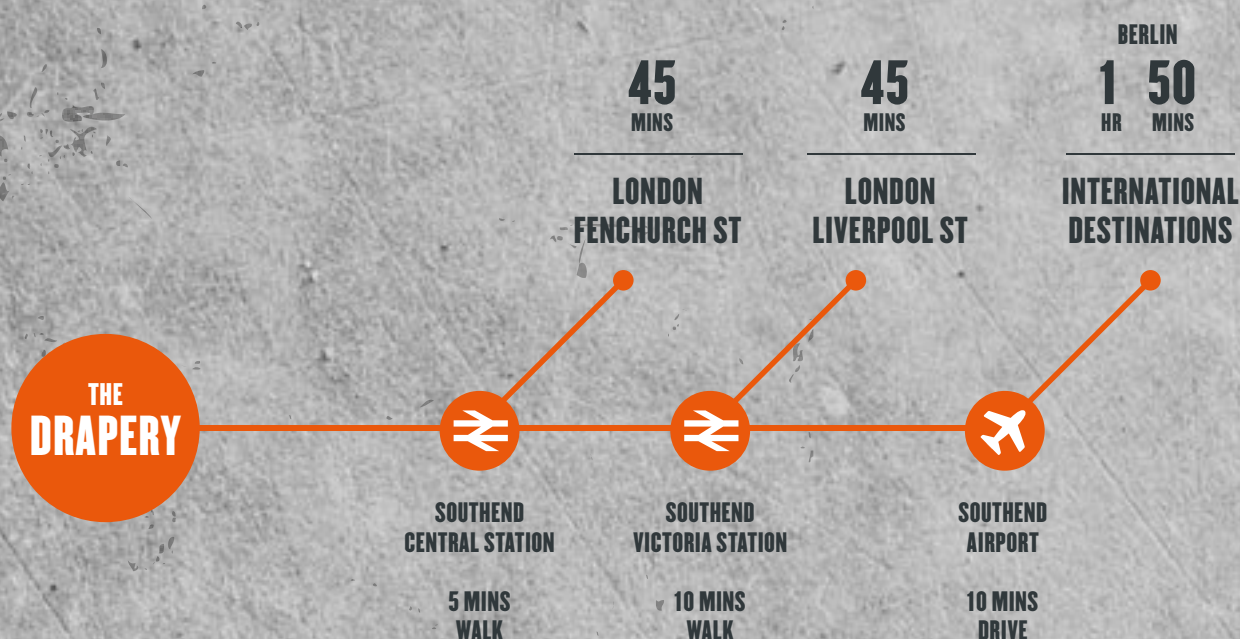 BERLIN
45
MINS
45
MINS
1 50
HR MINS
LONDON
FENCHURCH ST
LONDON
LIVERPOOL ST
INTERNATIONAL
DESTINATIONS
THE
DRAPERY
SOUTHEND
CENTRAL STATION
5 MINS
WALK
SOUTHEND
VICTORIA STATION
10 MINS
WALK
SOUTHEND
AIRPORT
10 MINS
DRIVE